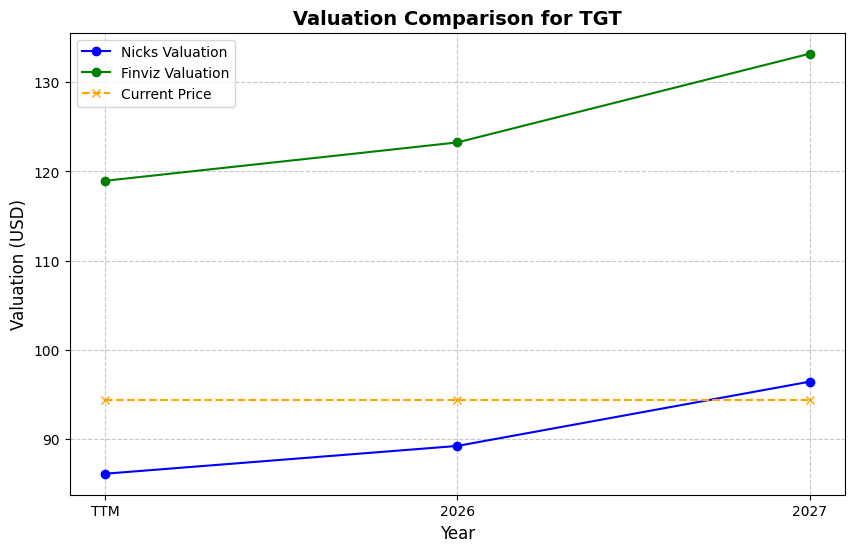 Valuation Comparison for TGT
Nicks Valuation
Finviz Valuation
Current Price
Valuation (USD)
130
120
110
100
90
TTM
2026
2027
Year